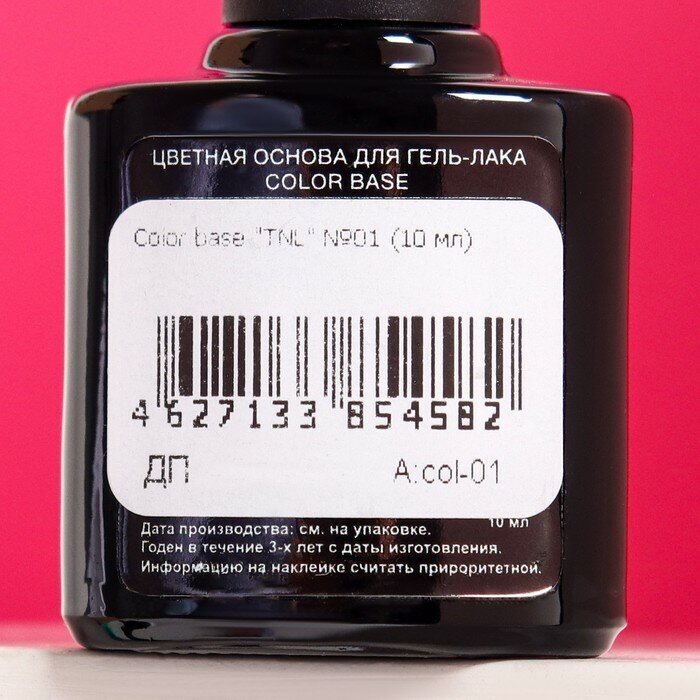 ЦВЕТНАЯ ОСНОВА ДЛЯ ГЕЛЬ-ЛАКА
COLOR BASE
Color base "TNL" №01 (10 мл)
4 627133 854582
ДП A:col-01
10 мл
Дата производства: см. на упаковке.
Годен в течение 3-х лет с даты изготовления.
Информацию на наклейке считать прироритетной.